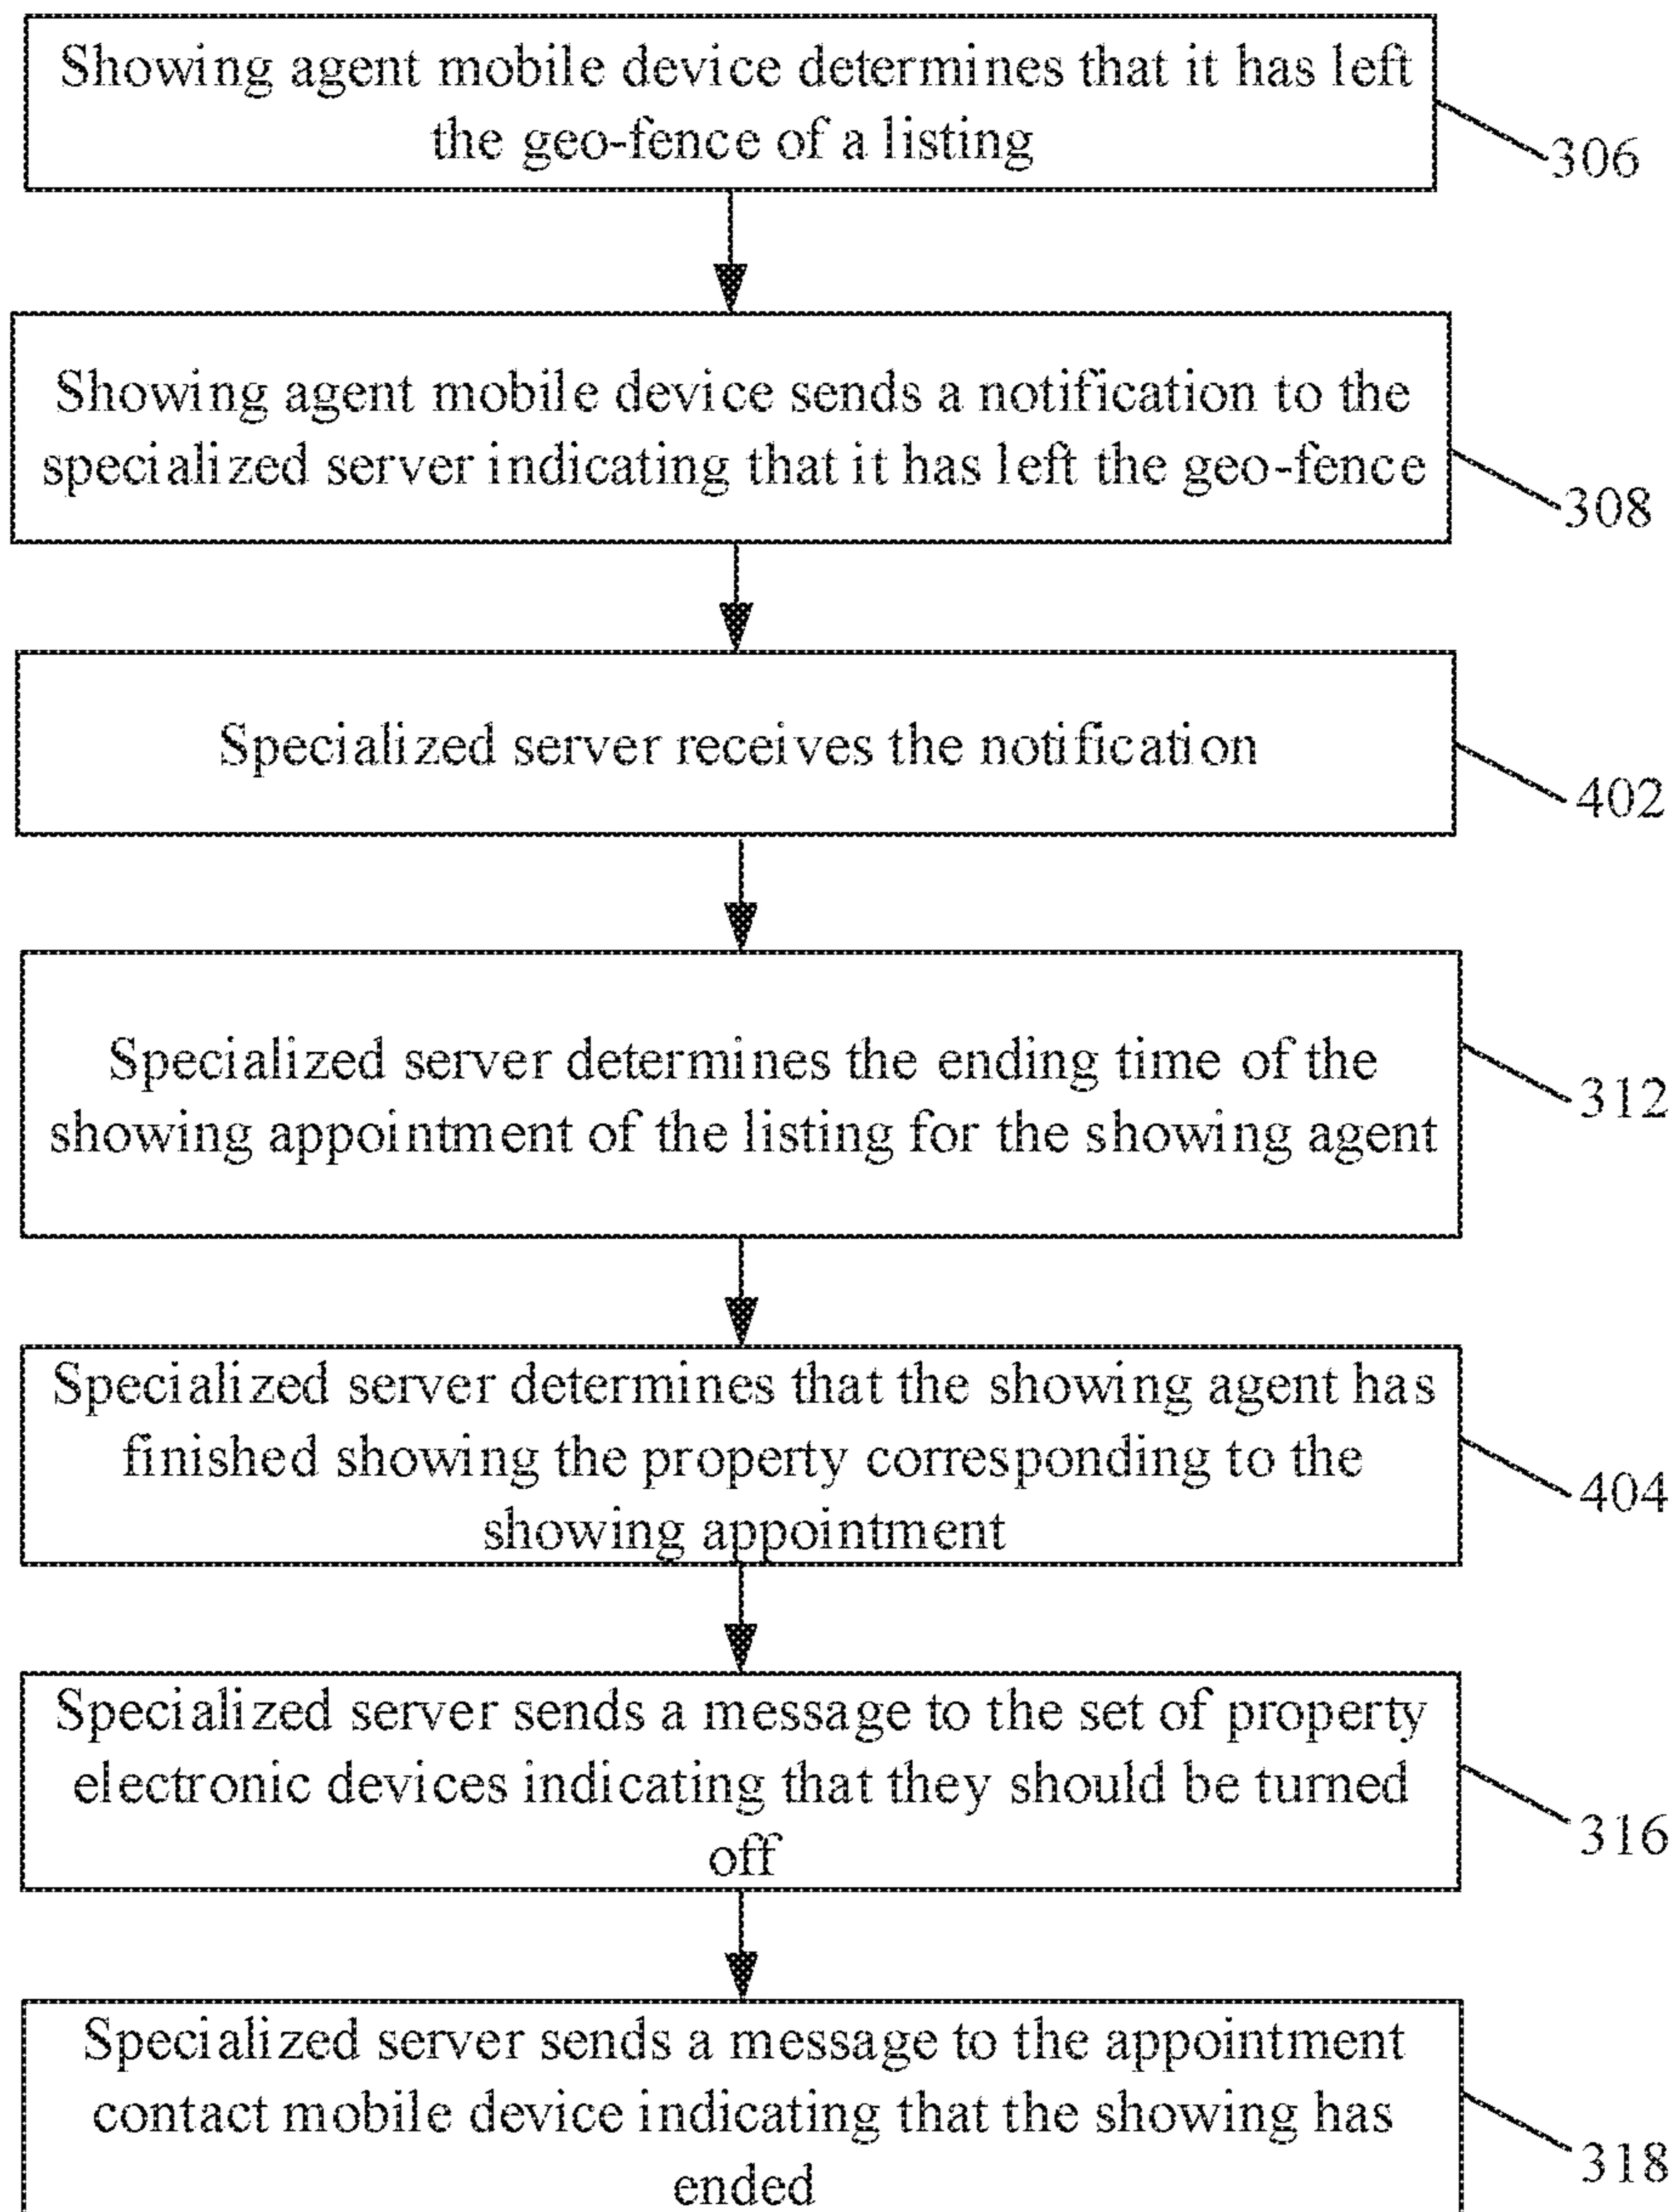 Showing agent mobile device determines that it has left
the geo-fence of a listing
306
Showing agent mobile device sends a notification to the
specialized server indicating that it has left the geo-fence
308
Specialized server receives the notification
402
Specialized server determines the ending time of the
showing appointment of the listing for the showing agent
312
Specialized server determines that the showing agent has
finished showing the property corresponding to the
showing appointment
404
Specialized server sends a message to the set of property
electronic devices indicating that they should be turned
off
316
Specialized server sends a message to the appointment
contact mobile device indicating that the showing has
ended
318